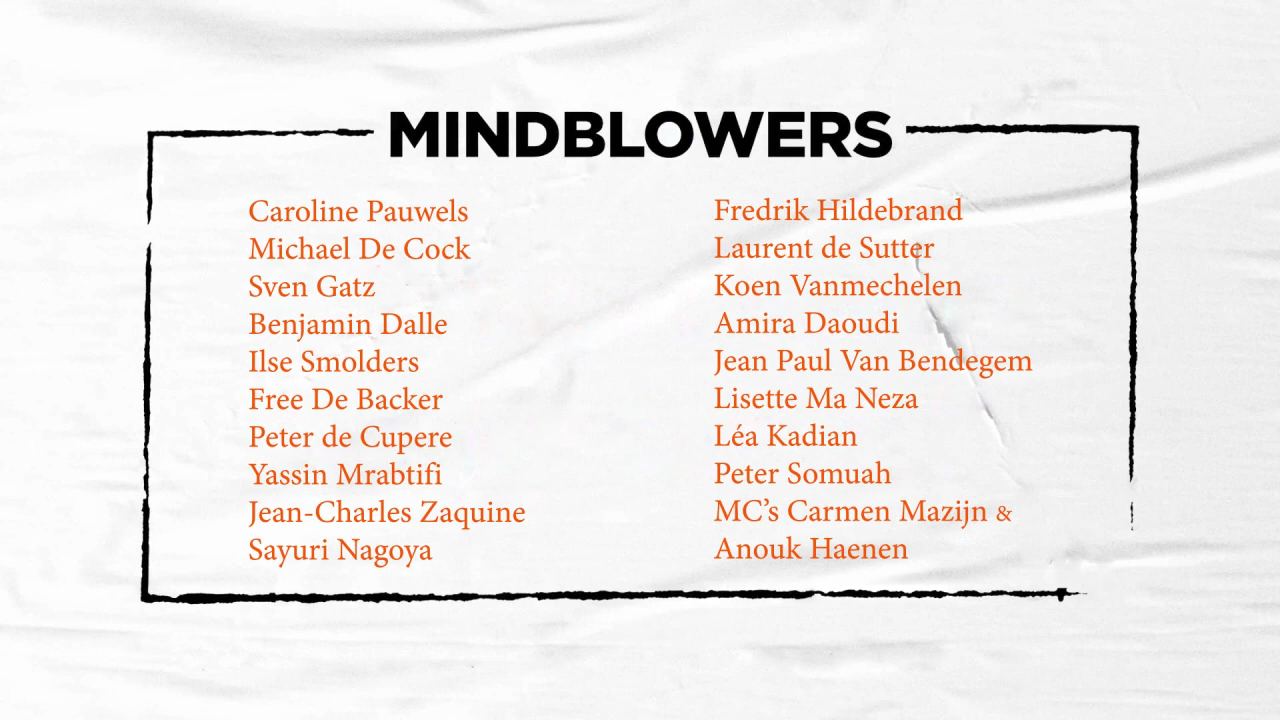 MINDBLOWERS
Caroline Pauwels
Michael De Cock
Sven Gatz
Benjamin Dalle
Ilse Smolders
Free De Backer
Peter de Cupere
Yassin Mrabtifi
Jean-Charles Zaquine
Sayuri Nagoya
Fredrik Hildebrand
Laurent de Sutter
Koen Vanmechelen
Amira Daoudi
Jean Paul Van Bendegem
Lisette Ma Neza
Léa Kadian
Peter Somuah
MC’s Carmen Mazijn &
Anouk Haenen